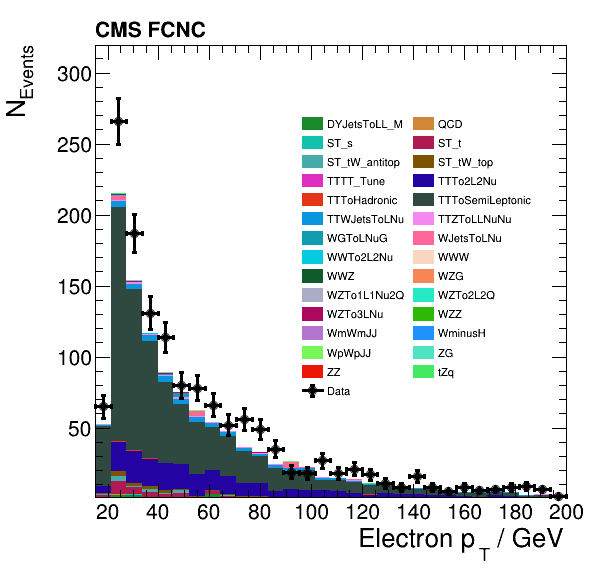 CMS FCNC
N_Events
300
250
200
150
100
50
DYJetsToLL_M QCD
ST_s ST_t
ST_tW_antitop ST_tW_top
TTTT_Tune TTTo2L2Nu
TTToHadronic TTToSemiLeptonic
TTWJetsToLNu TTZToLLNuNu
WGToLNuG WJetsToLNu
WWTo2L2Nu WWW
WWZ WZG
WZTo1L1Nu2Q WZTo2L2Q
WZTo3LNu WZZ
WmWmJJ WminusH
WpWpJJ ZG
ZZ tZq
Data
20 40 60 80 100 120 140 160 180 200
Electron p_T / GeV